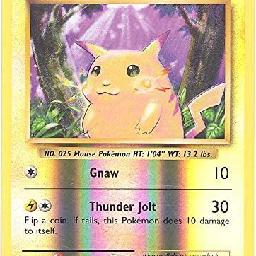 NO. 025 Mouse Pokémon HT: 1'04" WT: 13.2 lbs.
Gnaw 10
Thunder Jolt 30
Flip a coin. If tails, this Pokémon does 10 damage
to itself.